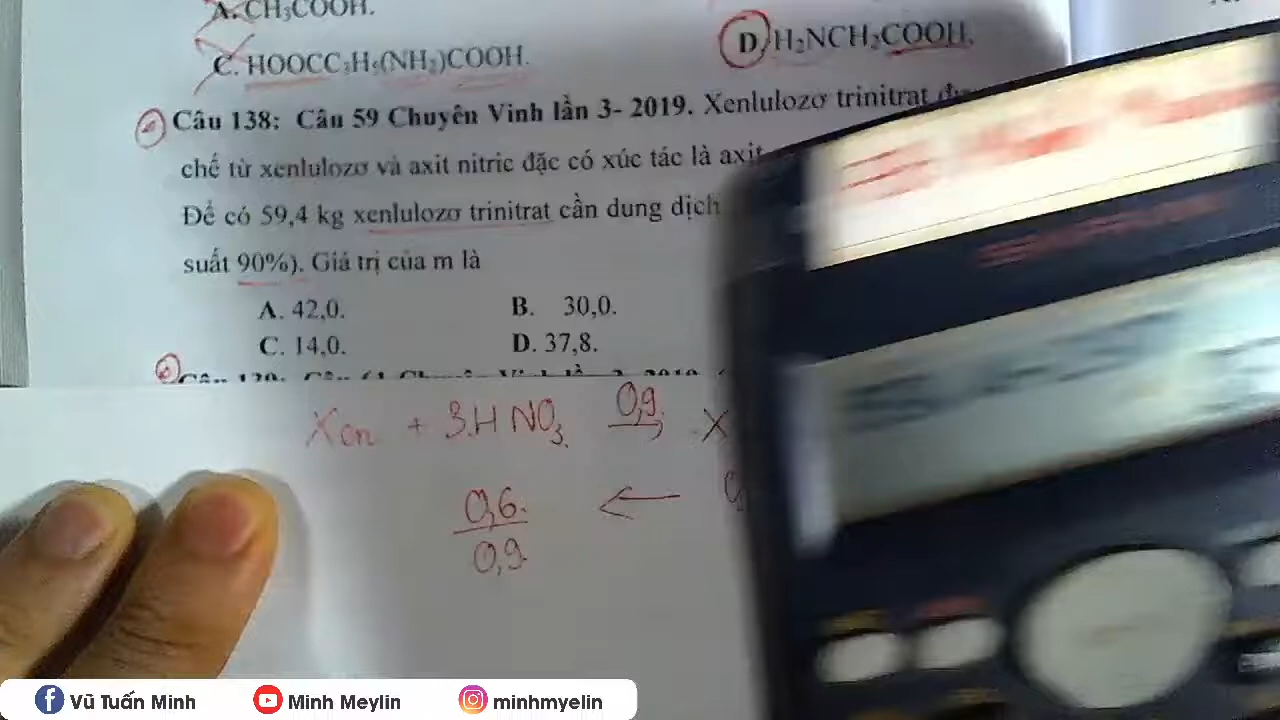 A. CH₃COOH.
C. HOOCC₃H₅(NH₂)COOH.
D. H₂NCH₂COOH.
Câu 138: Câu 59 Chuyên Vinh lần 3- 2019. Xenlulozơ trinitrat
chế từ xenlulozơ và axit nitric đặc có xúc tác là axit
Để có 59,4 kg xenlulozơ trinitrat cần dung dịch
suất 90%). Giá trị của m là
A. 42,0.
B. 30,0.
C. 14,0.
D. 37,8.
Xen + 3HNO₃ 0,9 → X
0,6 ←
0,9
Vũ Tuấn Minh
Minh Meylin
minhmyelin